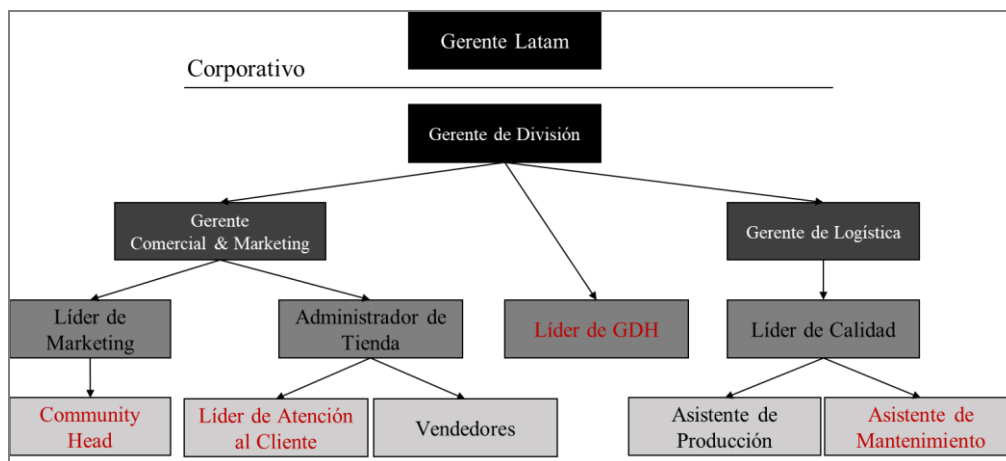 Gerente Latam
Corporativo
Gerente de División
Gerente
Comercial & Marketing
Gerente de Logística
Líder de
Marketing
Administrador de
Tienda
Líder de GDH
Líder de Calidad
Community
Head
Líder de Atención
al Cliente
Vendedores
Asistente de
Producción
Asistente de
Mantenimiento